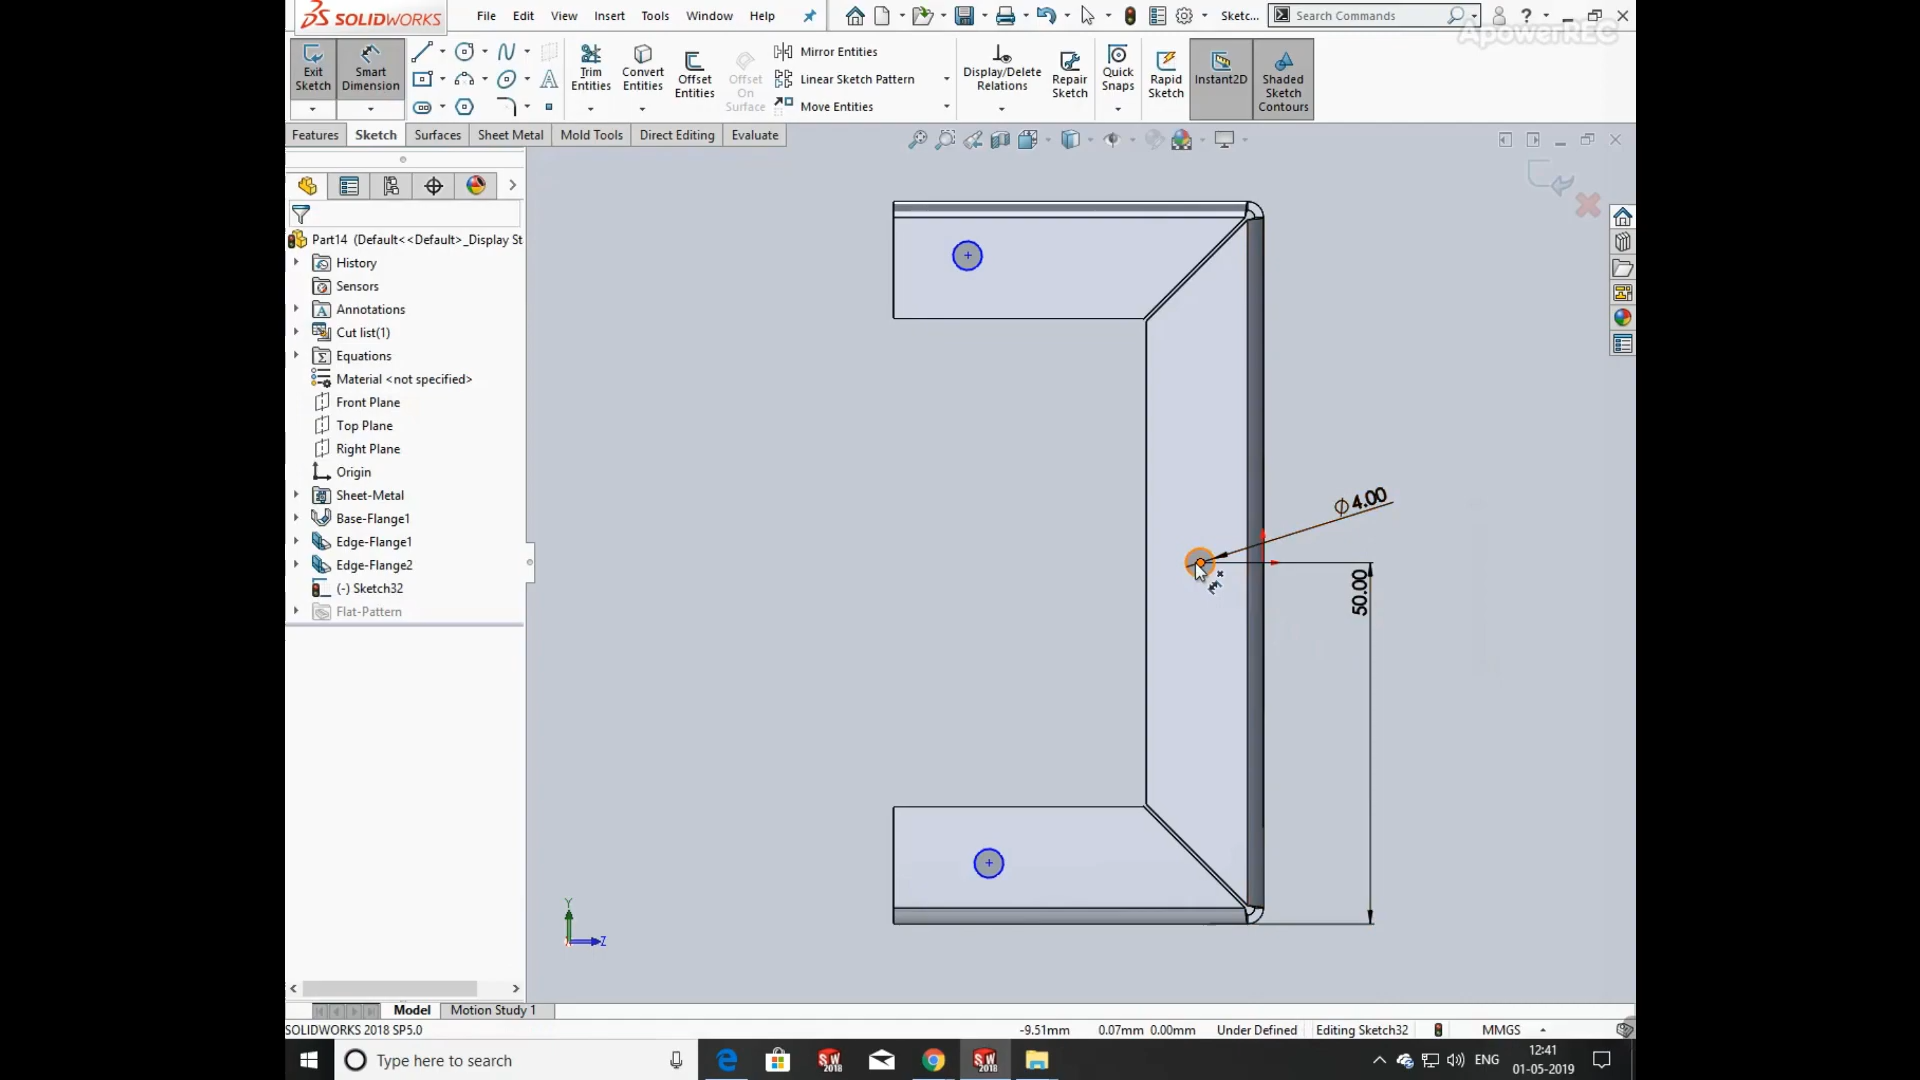 SOLIDWORKS
File Edit View Insert Tools Window Help
Sketc...
Search Commands
ApowerREC
Exit Sketch
Smart Dimension
Trim Entities
Convert Entities
Offset Entities
Offset On Surface
Mirror Entities
Linear Sketch Pattern
Move Entities
Display/Delete Relations
Repair Sketch
Quick Snaps
Rapid Sketch
Instant2D
Shaded Sketch Contours
Features Sketch Surfaces Sheet Metal Mold Tools Direct Editing Evaluate
Part14 (Default<<Default>_Display St
History
Sensors
Annotations
Cut list(1)
Equations
Material <not specified>
Front Plane
Top Plane
Right Plane
Origin
Sheet-Metal
Base-Flange1
Edge-Flange1
Edge-Flange2
(-) Sketch32
Flat-Pattern
∅4.00
50.00
Y
Z
Model Motion Study 1
SOLIDWORKS 2018 SP5.0
-9.51mm 0.07mm 0.00mm Under Defined Editing Sketch32 MMGS
Type here to search
SW 2018
SW 2018
ENG
12:41
01-05-2019